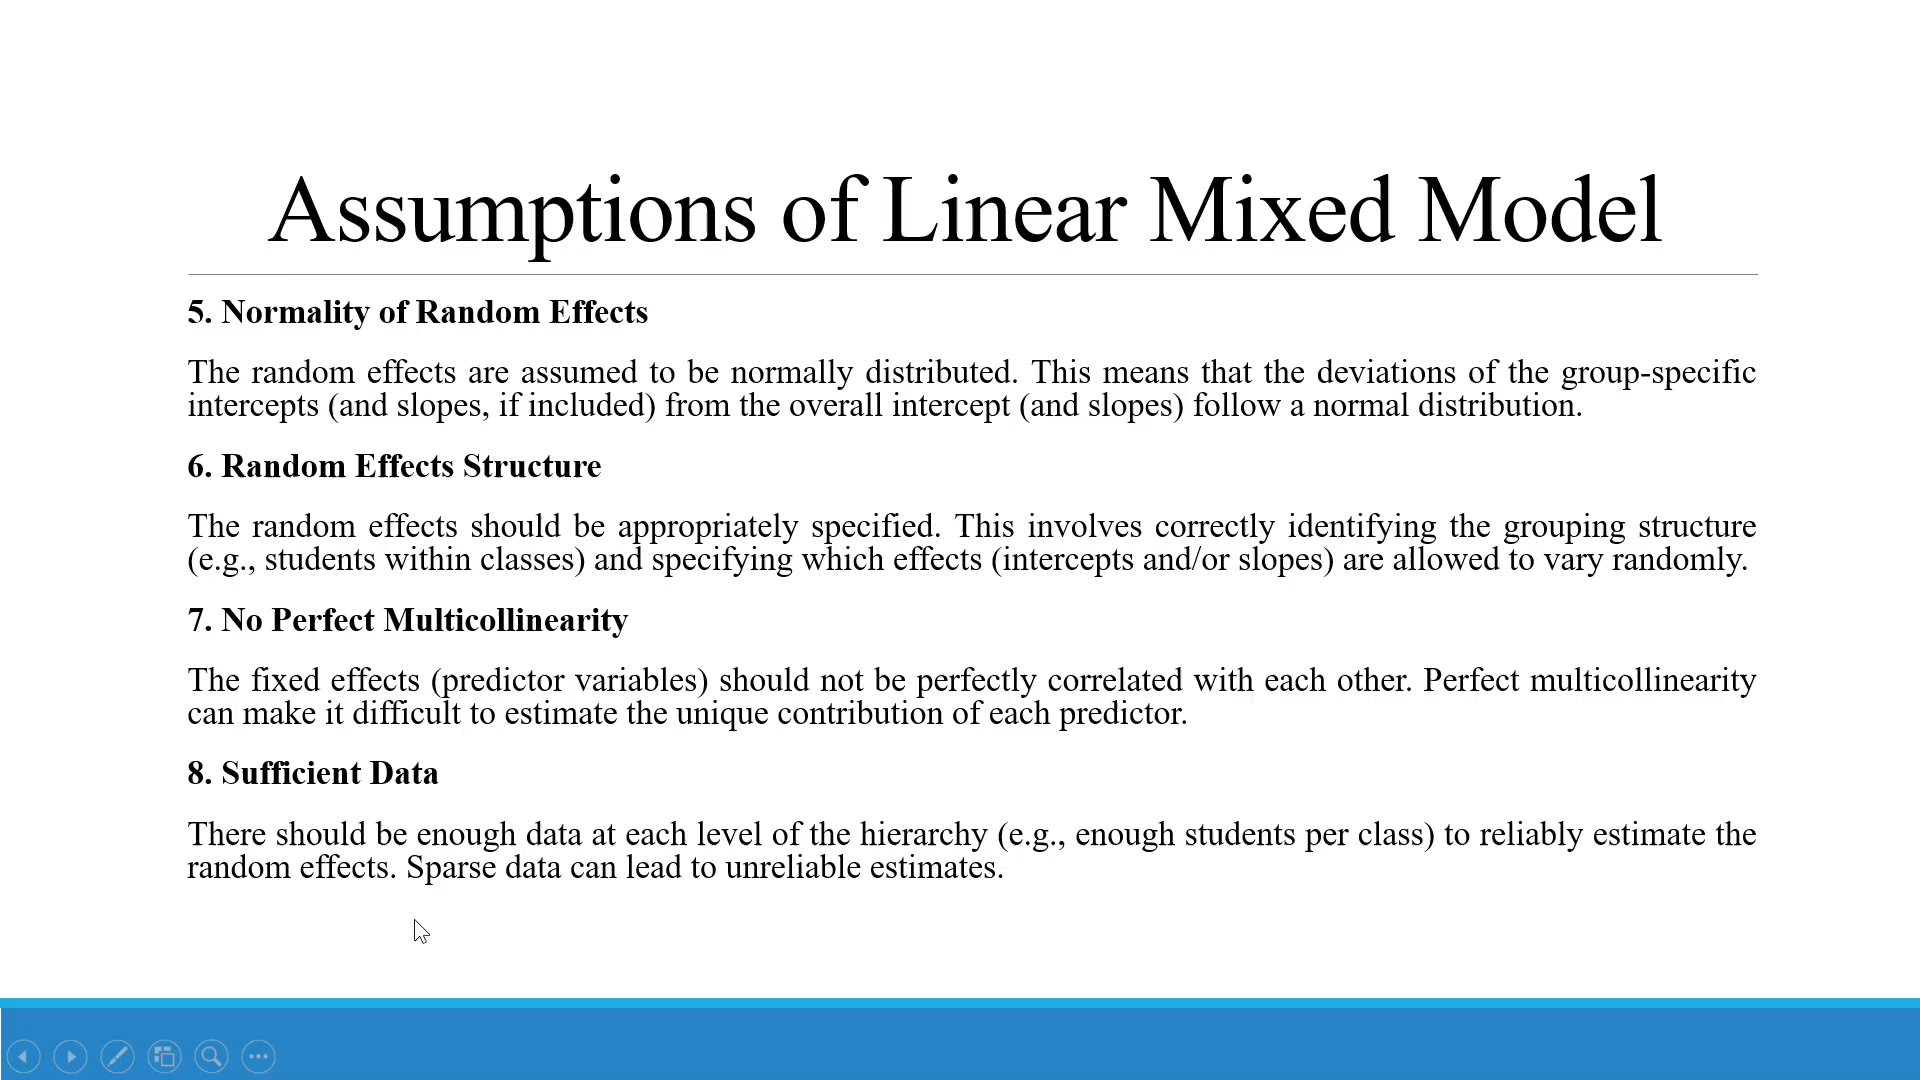 Assumptions of Linear Mixed Model
5. Normality of Random Effects
The random effects are assumed to be normally distributed. This means that the deviations of the group-specific
intercepts (and slopes, if included) from the overall intercept (and slopes) follow a normal distribution.
6. Random Effects Structure
The random effects should be appropriately specified. This involves correctly identifying the grouping structure
(e.g., students within classes) and specifying which effects (intercepts and/or slopes) are allowed to vary randomly.
7. No Perfect Multicollinearity
The fixed effects (predictor variables) should not be perfectly correlated with each other. Perfect multicollinearity
can make it difficult to estimate the unique contribution of each predictor.
8. Sufficient Data
There should be enough data at each level of the hierarchy (e.g., enough students per class) to reliably estimate the
random effects. Sparse data can lead to unreliable estimates.